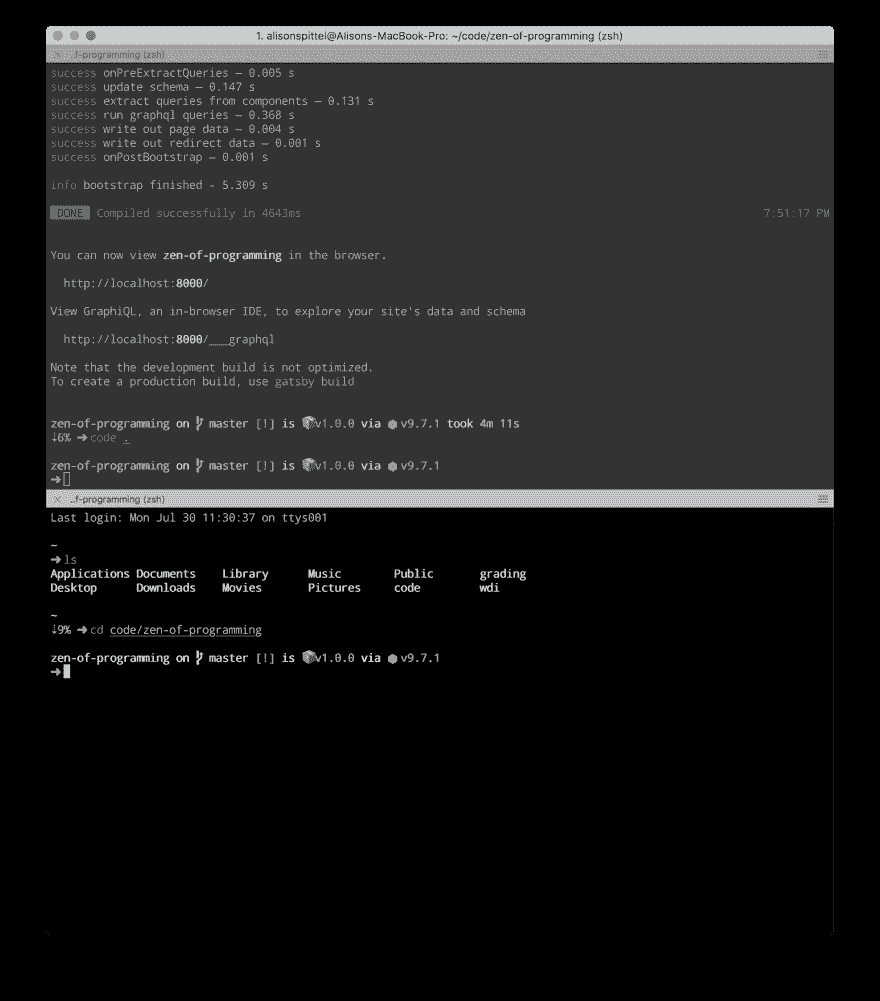 1. alisonspittel@Alisons-MacBook-Pro: ~/code/zen-of-programming (zsh)
..f-programming (zsh)
success onPreExtractQueries — 0.005 s
success update schema — 0.147 s
success extract queries from components — 0.131 s
success run graphql queries — 0.368 s
success write out page data — 0.004 s
success write out redirect data — 0.001 s
success onPostBootstrap — 0.001 s
info bootstrap finished - 5.309 s
DONE Compiled successfully in 4643ms 7:51:17 PM
You can now view zen-of-programming in the browser.
http://localhost:8000/
View GraphiQL, an in-browser IDE, to explore your site's data and schema
http://localhost:8000/___graphql
Note that the development build is not optimized.
To create a production build, use gatsby build
zen-of-programming on master [!] is 📦v1.0.0 via ⬢ v9.7.1 took 4m 11s
↓6% ➜code .
zen-of-programming on master [!] is 📦v1.0.0 via ⬢ v9.7.1
➜
..f-programming (zsh)
Last login: Mon Jul 30 11:30:37 on ttys001
~
➜ls
Applications Documents Library Music Public grading
Desktop Downloads Movies Pictures code wdi
~
↓9% ➜cd code/zen-of-programming
zen-of-programming on master [!] is 📦v1.0.0 via ⬢ v9.7.1
➜